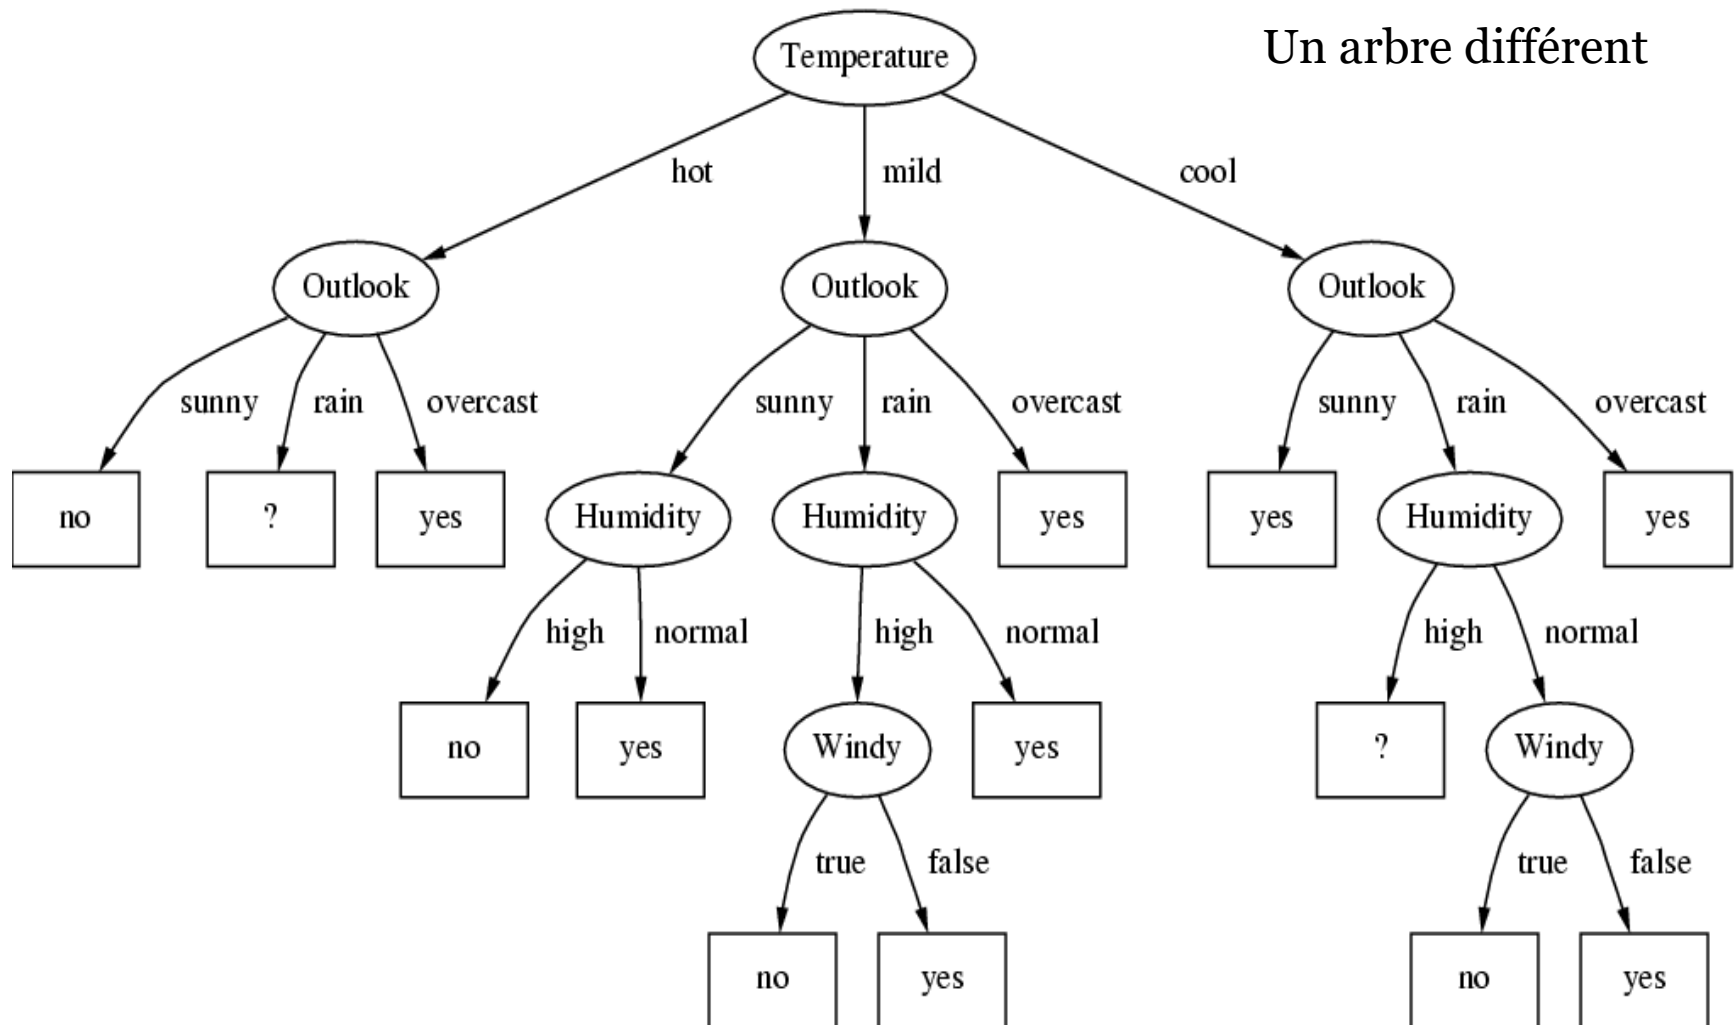 Un arbre différent
Temperature
hot mild cool
Outlook Outlook Outlook
sunny rain overcast sunny rain overcast sunny rain overcast
no ? yes Humidity Humidity yes yes Humidity yes
high normal high normal high normal
no yes Windy yes ? Windy
true false true false
no yes no yes